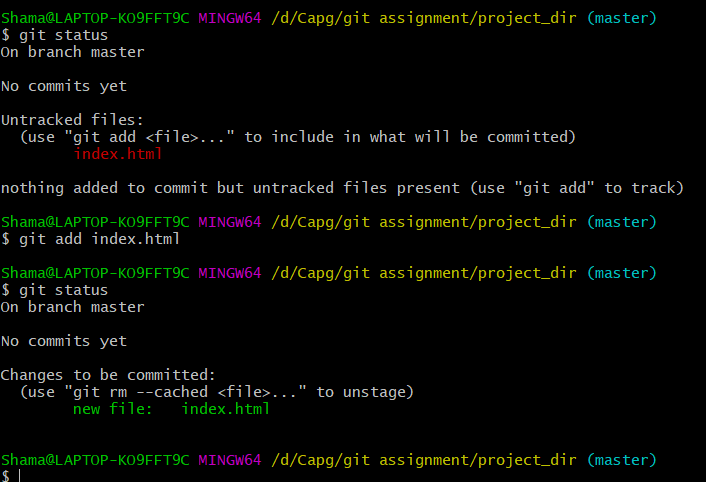 Shama@LAPTOP-KO9FFT9C MINGW64 /d/Capg/git assignment/project_dir (master)
$ git status
On branch master
No commits yet
Untracked files:
  (use "git add <file>..." to include in what will be committed)
        index.html
nothing added to commit but untracked files present (use "git add" to track)
Shama@LAPTOP-KO9FFT9C MINGW64 /d/Capg/git assignment/project_dir (master)
$ git add index.html
Shama@LAPTOP-KO9FFT9C MINGW64 /d/Capg/git assignment/project_dir (master)
$ git status
On branch master
No commits yet
Changes to be committed:
  (use "git rm --cached <file>..." to unstage)
        new file:   index.html
Shama@LAPTOP-KO9FFT9C MINGW64 /d/Capg/git assignment/project_dir (master)
$